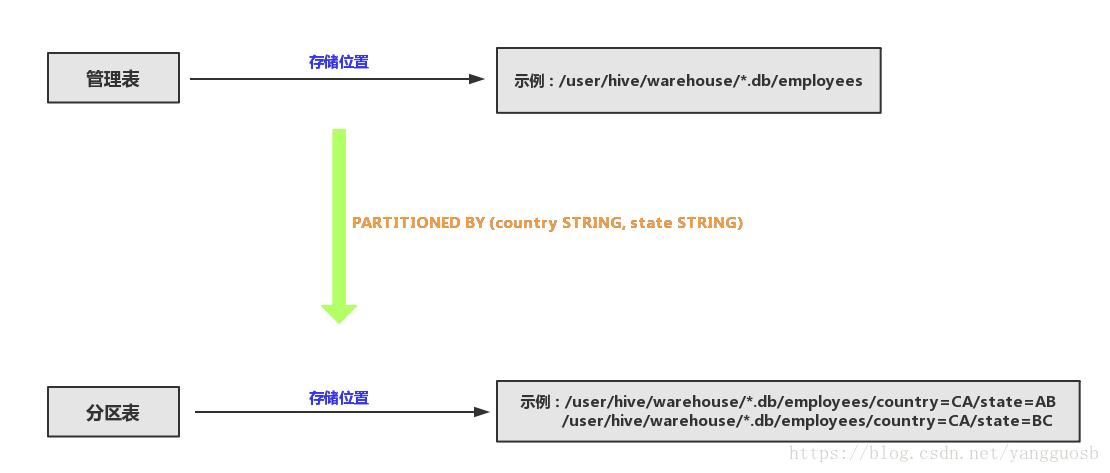 存储位置
管理表
示例：/user/hive/warehouse/*.db/employees
PARTITIONED BY (country STRING, state STRING)
存储位置
分区表
示例：/user/hive/warehouse/*.db/employees/country=CA/state=AB
/user/hive/warehouse/*.db/employees/country=CA/state=BC
https://blog.csdn.net/yangguosb